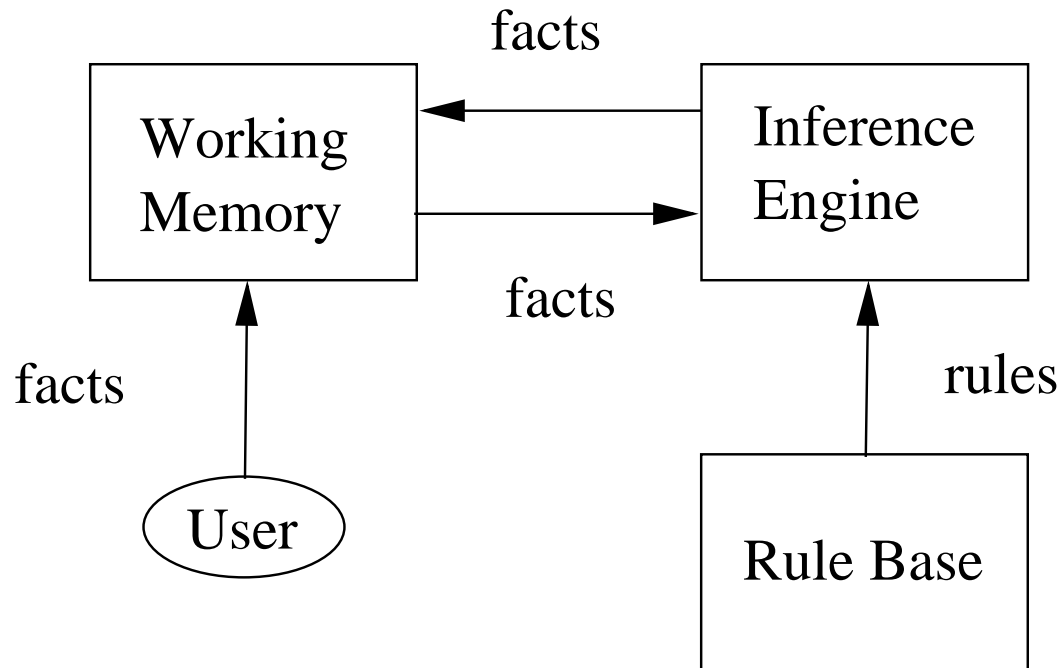 facts
Working
Memory
Inference
Engine
facts
facts
rules
User
Rule Base